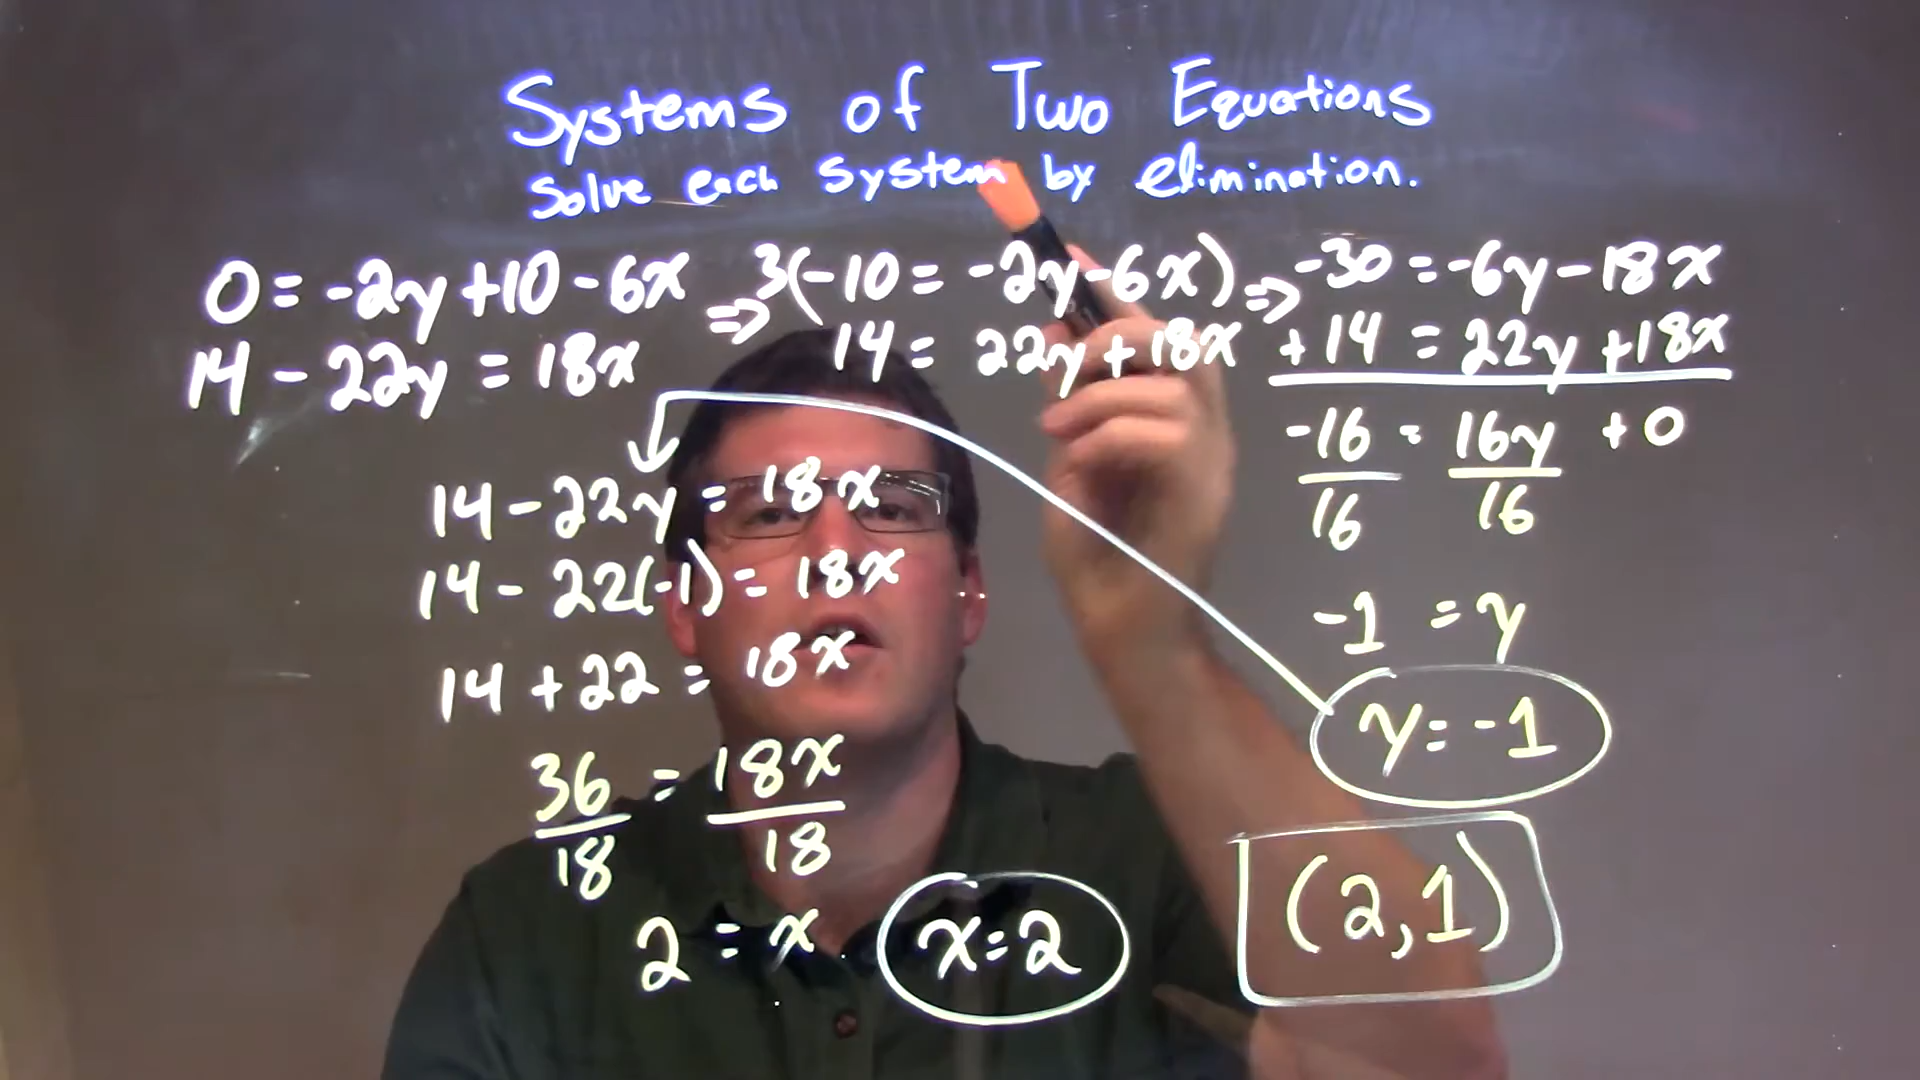 Systems of Two Equations
Solve each system by elimination.
0 = -2y + 10 - 6x
14 - 22y = 18x
⇒ 3(-10 = -2y - 6x)
14 = 22y + 18x
⇒ -30 = -6y - 18x
+ 14 = 22y + 18x
-16 = 16y + 0
16 16
-1 = y
y = -1
14 - 22y = 18x
14 - 22(-1) = 18x
14 + 22 = 18x
36 = 18x
18 18
2 = x
x = 2
(2, 1)